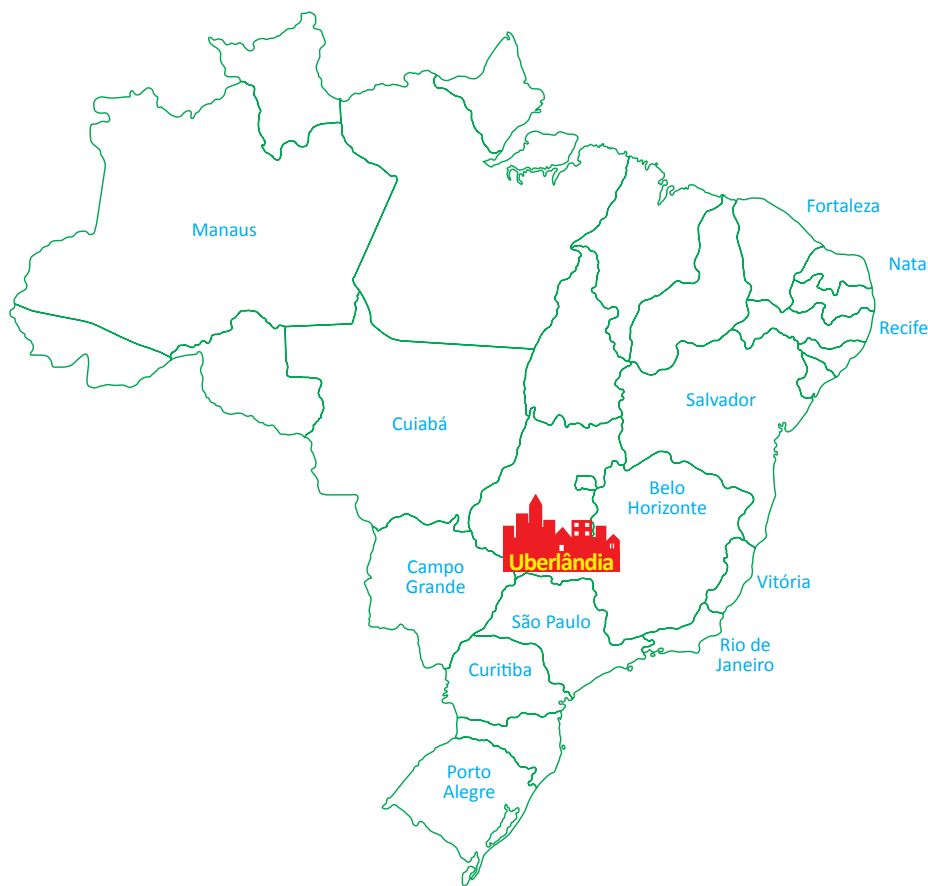 Fortaleza
Manaus
Nata
Recife
Salvador
Cuiabá
Belo
Horizonte
Uberlândia
Campo
Grande
Vitória
São Paulo
Rio de
Janeiro
Curitiba
Porto
Alegre